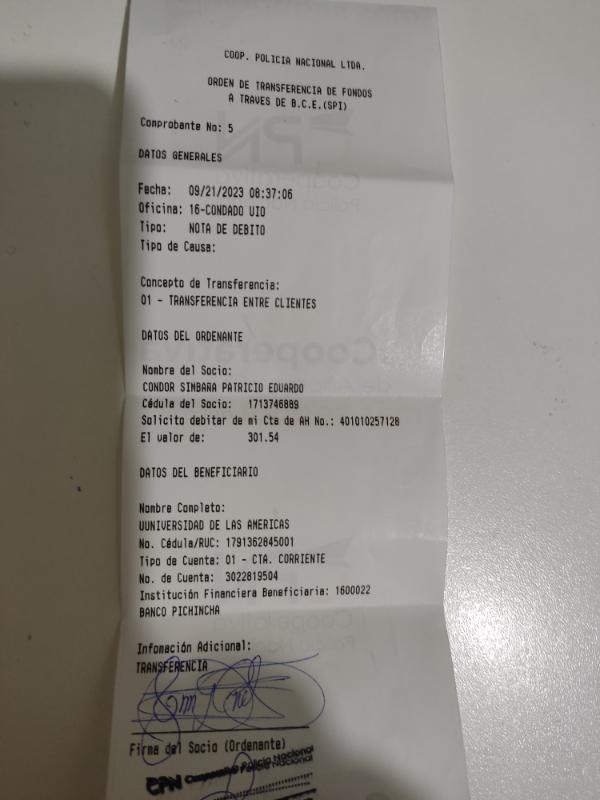 COOP. POLICIA NACIONAL LTDA.
ORDEN DE TRANSFERENCIA DE FONDOS
A TRAVES DE B.C.E.(SPI)
Comprobante No: 5
DATOS GENERALES
Fecha: 09/21/2023 08:37:06
Oficina: 16-CONDADO UIO
Tipo: NOTA DE DEBITO
Tipo de Causa:
Concepto de Transferencia:
01 - TRANSFERENCIA ENTRE CLIENTES
DATOS DEL ORDENANTE
Nombre del Socio:
CONDOR SIMBAÑA PATRICIO EDUARDO
Cédula del Socio: 1713746889
Solicito debitar de mi Cta de AH No.: 401010257128
El valor de: 301.54
DATOS DEL BENEFICIARIO
Nombre Completo:
UUNIVERSIDAD DE LAS AMERICAS
No. Cédula/RUC: 1791362845001
Tipo de Cuenta: 01 - CTA. CORRIENTE
No. de Cuenta: 3022819504
Institución Financiera Beneficiaria: 1600022
BANCO PICHINCHA
Infomación Adicional:
TRANSFERENCIA
Firma del Socio (Ordenante)
CPN Cooperativa Policía Nacional